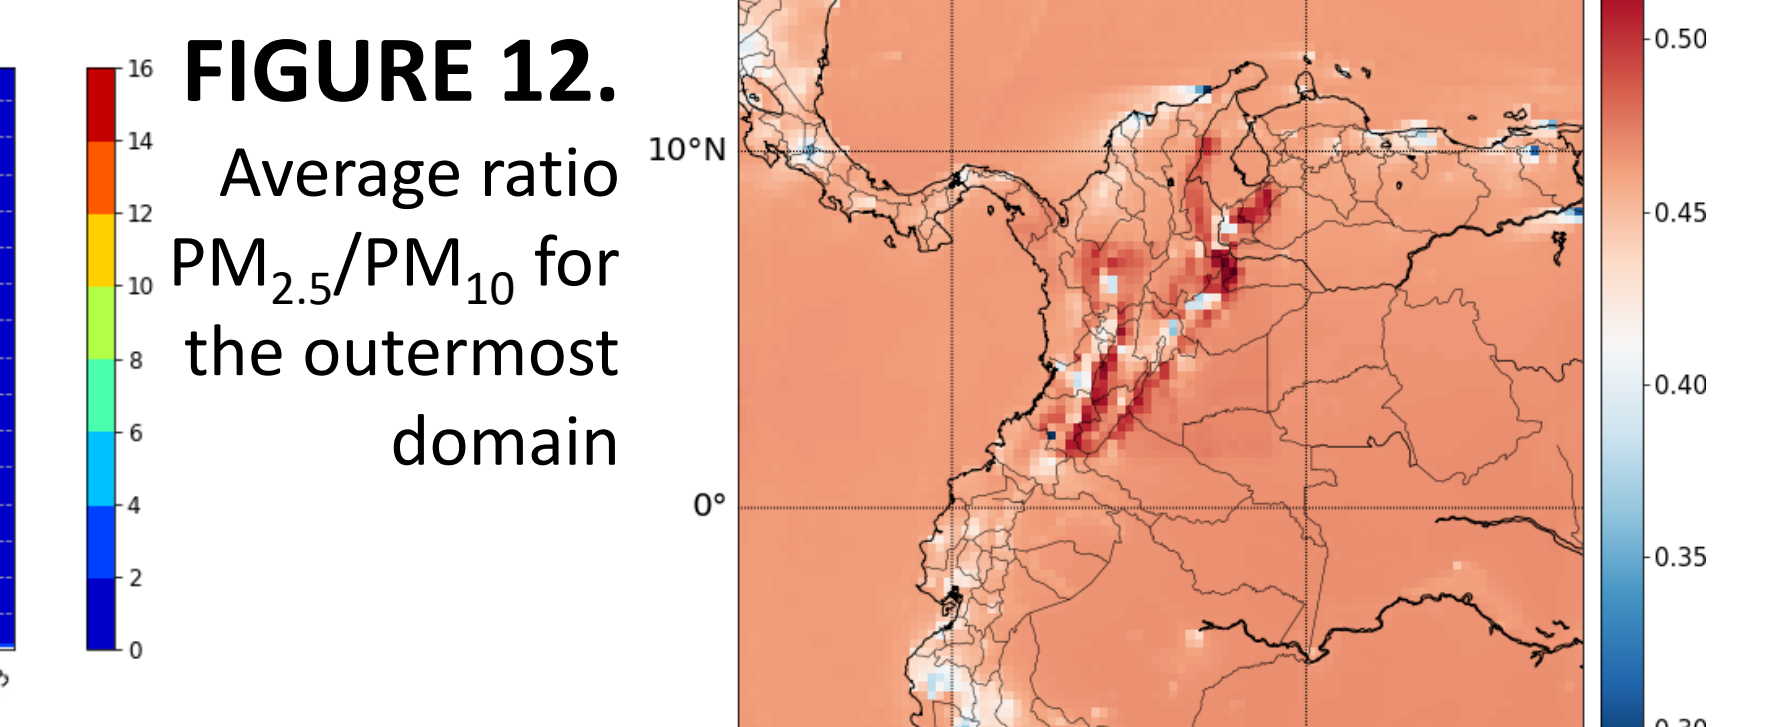 16
14
12
10
8
6
4
2
0
FIGURE 12.
Average ratio
PM2.5/PM10 for
the outermost
domain
10°N
0°
0.50
0.45
0.40
0.35